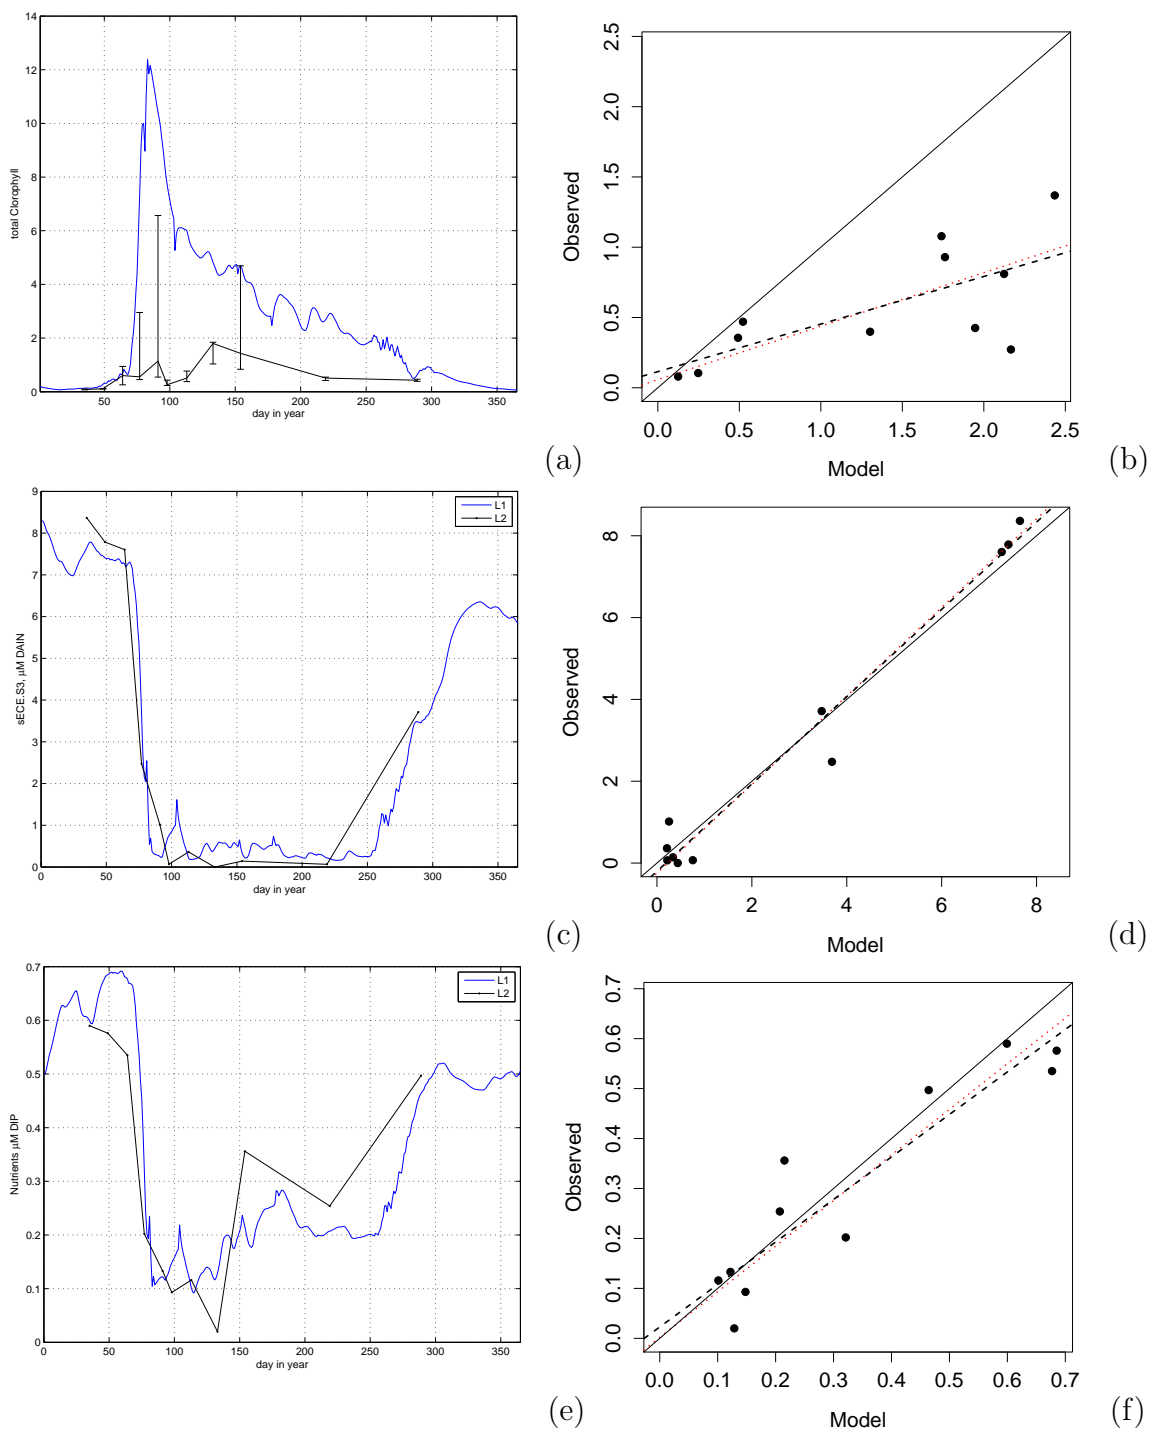 14
12
10
8
6
4
2
0
total Clorophyll
50 100 150 200 250 300 350
day in year
(a)
2.5
2.0
1.5
1.0
0.5
0.0
Observed
0.0 0.5 1.0 1.5 2.0 2.5
Model
(b)
9
8
7
6
5
4
3
2
1
0
sECE.S3, μM DAIN
L1
L2
0 50 100 150 200 250 300 350
day in year
(c)
8
6
4
2
0
Observed
0 2 4 6 8
Model
(d)
0.7
0.6
0.5
0.4
0.3
0.2
0.1
0
Nutrients μM DIP
L1
L2
0 50 100 150 200 250 300 350
day in year
(e)
0.7
0.6
0.5
0.4
0.3
0.2
0.1
0.0
Observed
0.0 0.1 0.2 0.3 0.4 0.5 0.6 0.7
Model
(f)